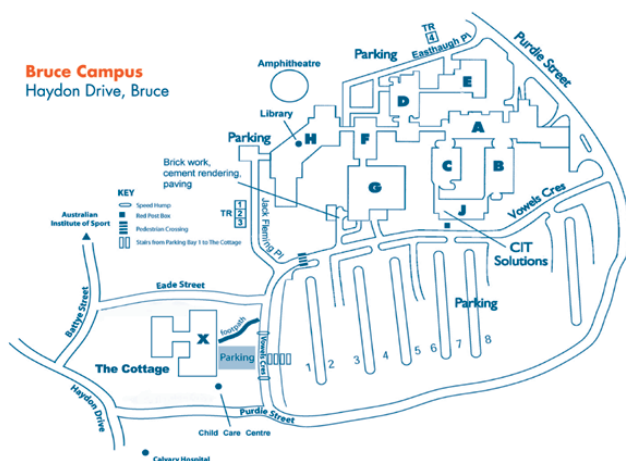 Bruce Campus
Haydon Drive, Bruce
Amphitheatre
Parking
TR
4
Easthaugh Pl
Purdie Street
Library
Parking
H
F
D
E
A
C
B
G
J
Brick work,
cement rendering,
paving
KEY
Speed Hump
Red Post Box
Pedestrian Crossing
Stairs from Parking Bay 1 to The Cottage
TR
1
2
3
Jack Fleming Pl
Vowels Cres
CIT
Solutions
Australian
Institute of Sport
Battye Street
Eade Street
Parking
X
footpath
Parking
Vowels Cres
1
2
3
4
5
6
7
8
The Cottage
Haydon Drive
Purdie Street
Child Care Centre
Calvary Hospital